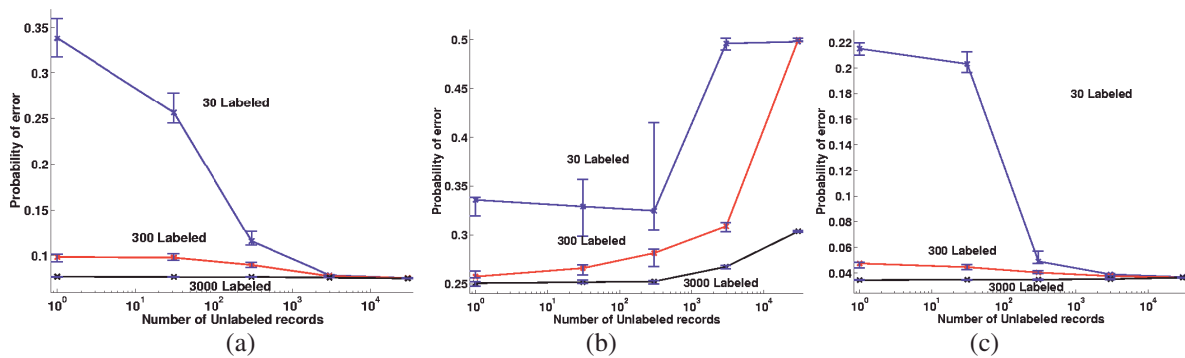 0.35
0.3
0.25
0.2
0.15
0.1
Probability of error
30 Labeled
300 Labeled
3000 Labeled
10^0
10^1
10^2
10^3
10^4
Number of Unlabeled records
(a)
0.5
0.45
0.4
0.35
0.3
0.25
Probability of error
30 Labeled
300 Labeled
3000 Labeled
10^0
10^1
10^2
10^3
10^4
Number of Unlabeled records
(b)
0.22
0.2
0.18
0.16
0.14
0.12
0.1
0.08
0.06
0.04
Probability of error
30 Labeled
300 Labeled
3000 Labeled
10^0
10^1
10^2
10^3
10^4
Number of Unlabeled records
(c)